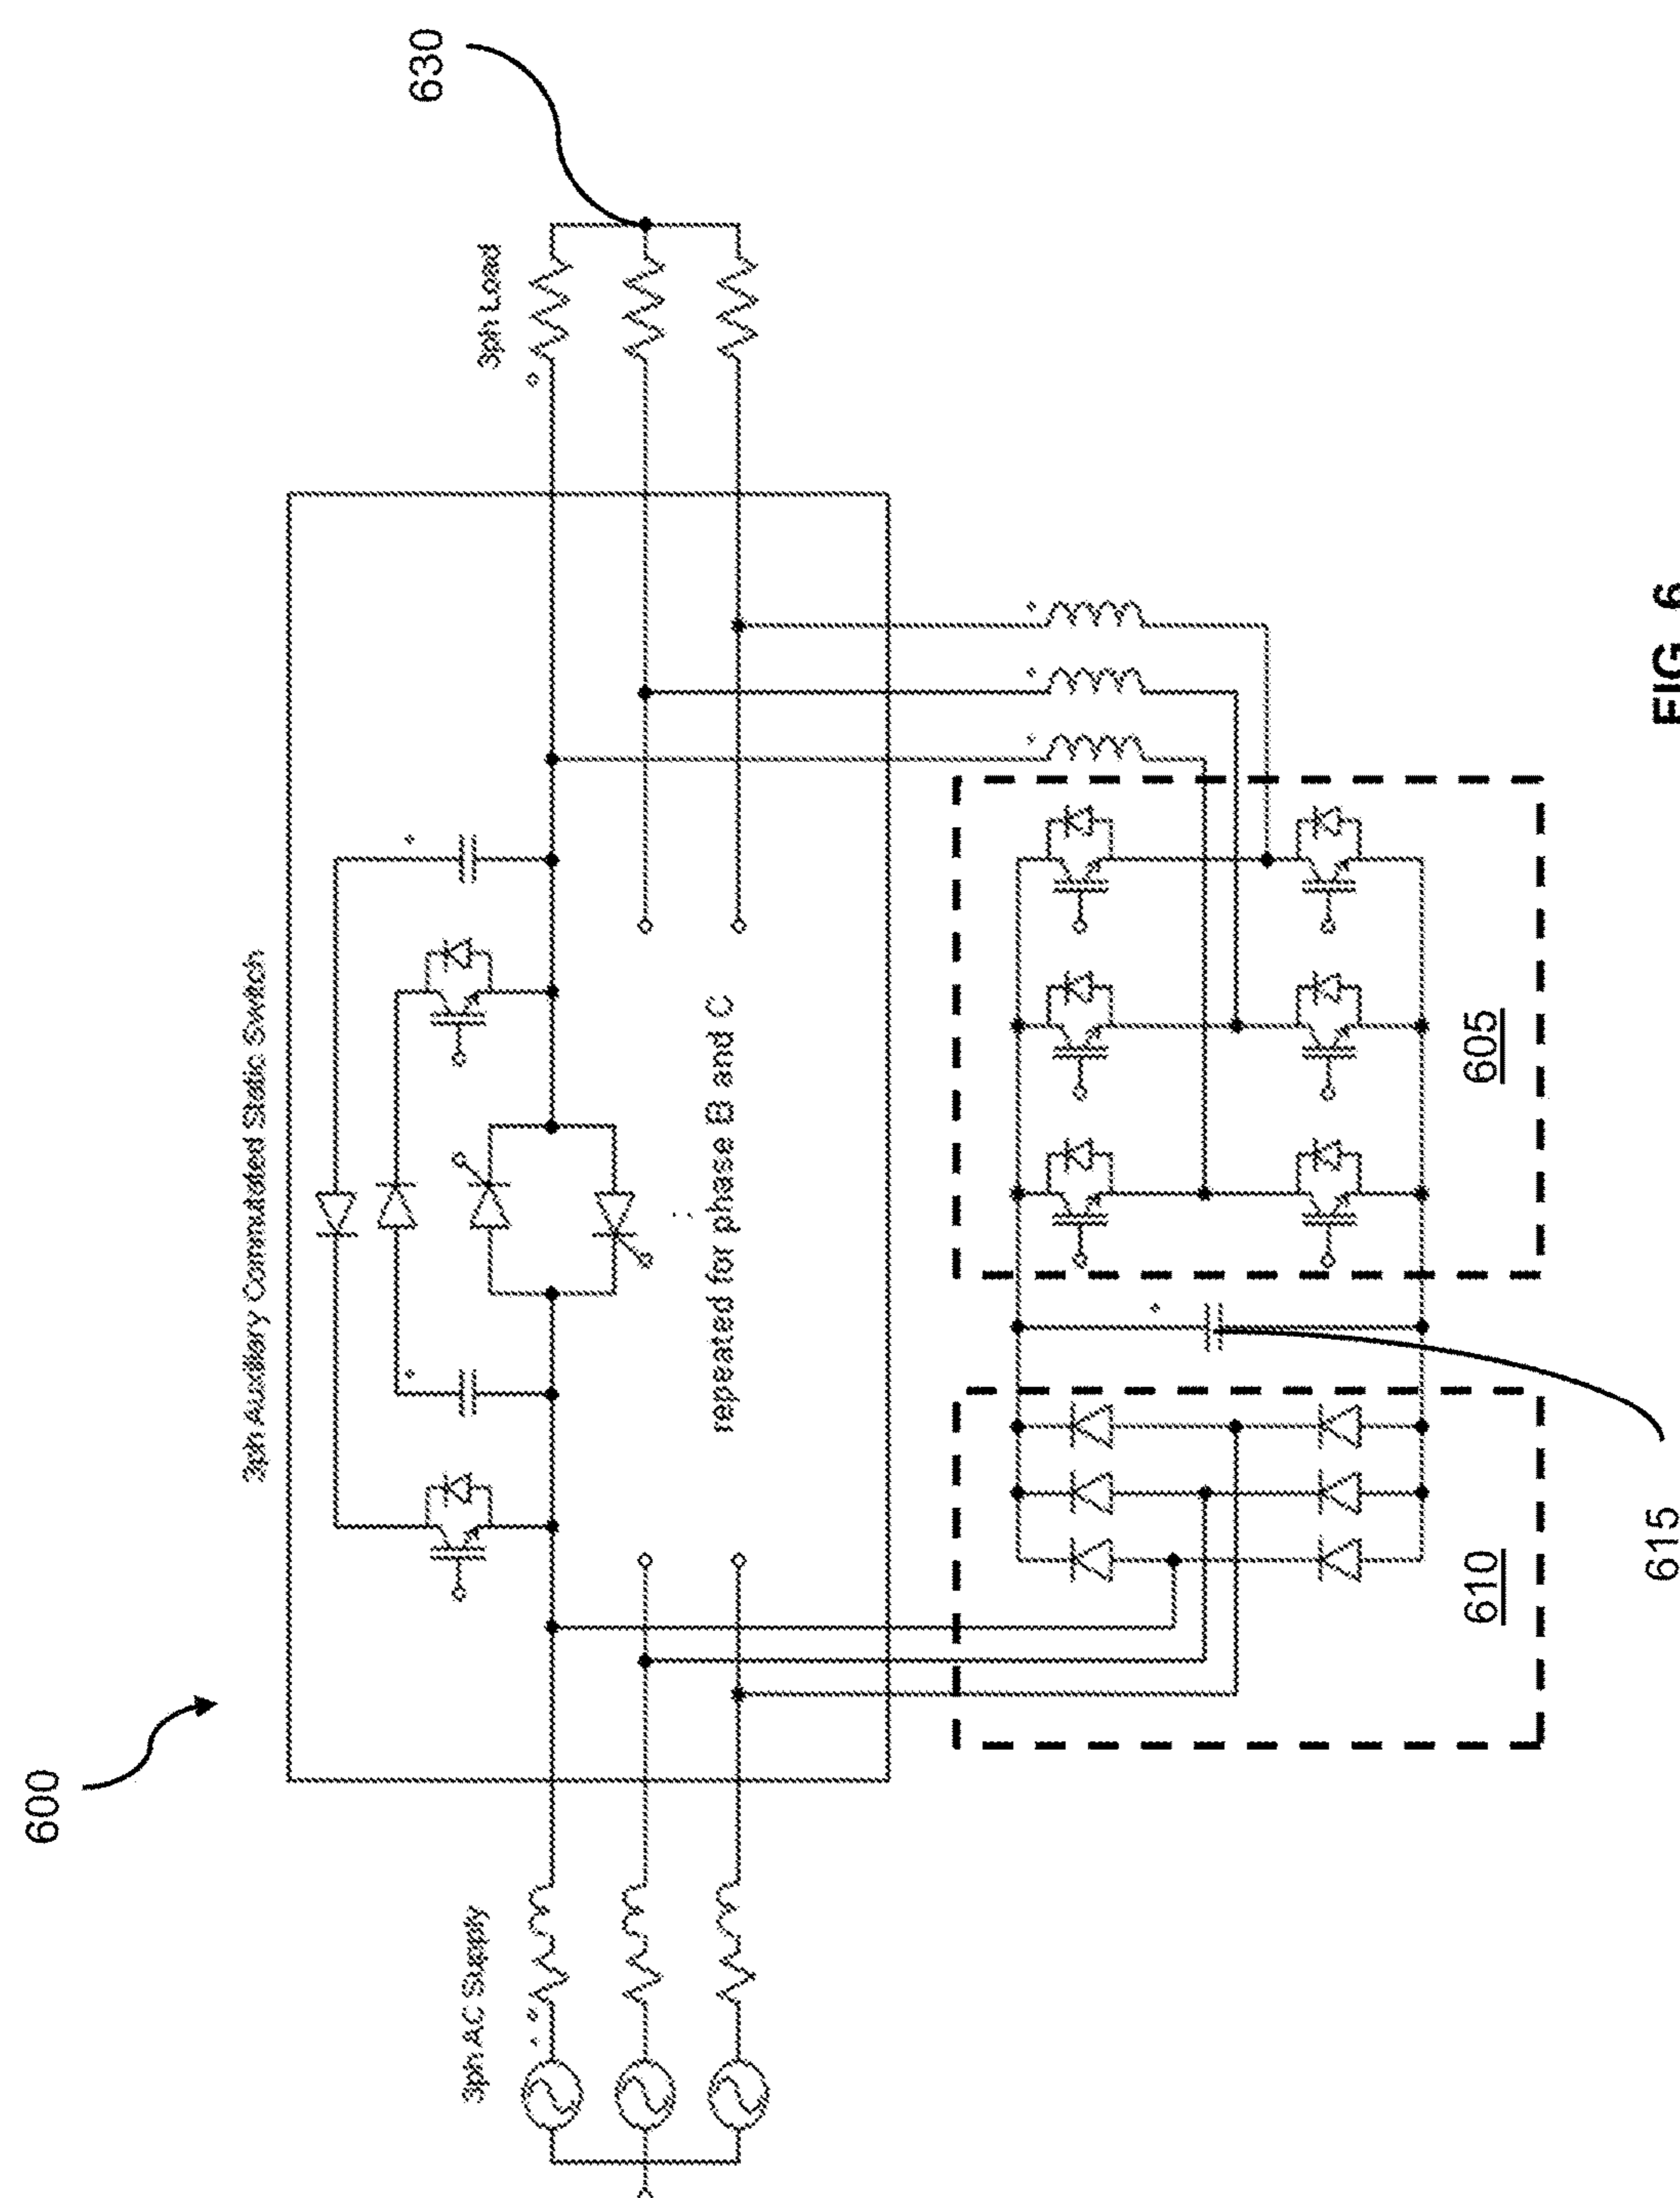 600
3ph AC Supply
3ph Auxiliary Commutated Static Switch
3ph Load
630
repeated for phase B and C
610
605
615
FIG. 6